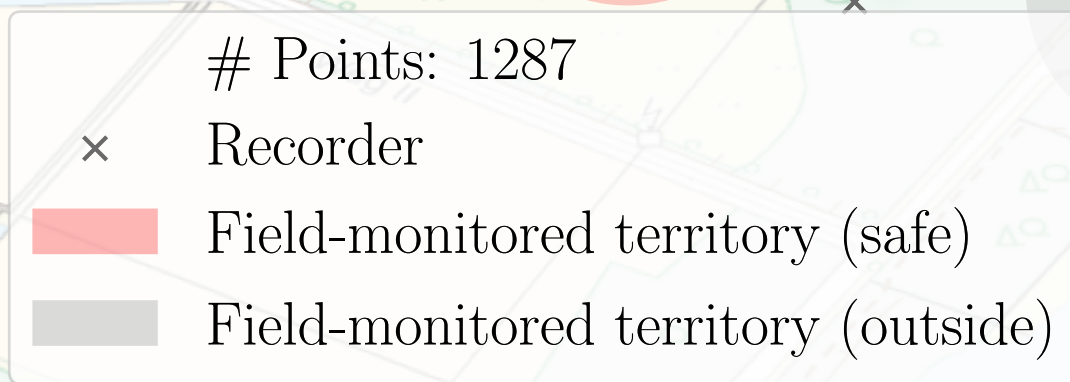 # Points: 1287
Recorder
Field-monitored territory (safe)
Field-monitored territory (outside)